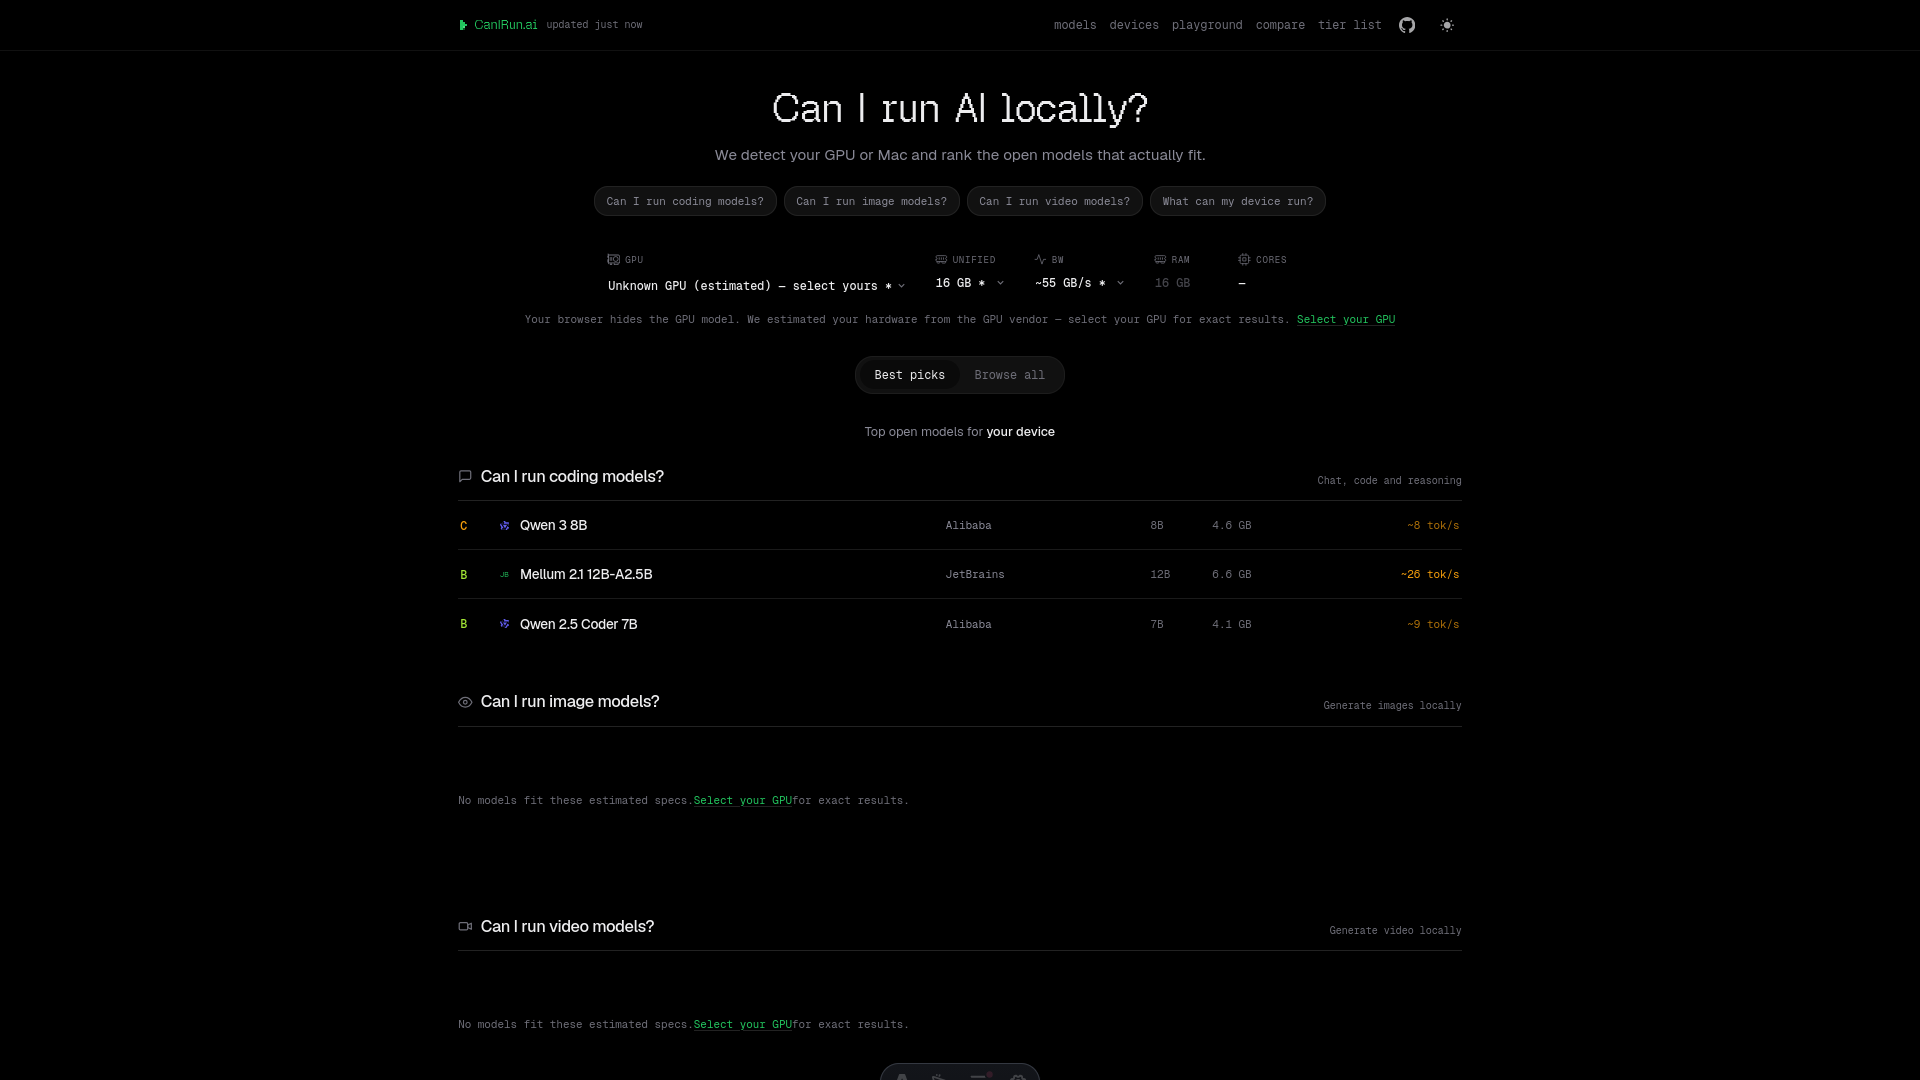 CanIRun.ai updated just now models devices playground compare tier list
Can I run AI locally?
We detect your GPU or Mac and rank the open models that actually fit.
Can I run coding models? Can I run image models? Can I run video models? What can my device run?
GPU UNIFIED BW RAM CORES
Unknown GPU (estimated) — select yours * 16 GB * ~55 GB/s * 16 GB —
Your browser hides the GPU model. We estimated your hardware from the GPU vendor — select your GPU for exact results. Select your GPU
Best picks Browse all
Top open models for your device
Can I run coding models? Chat, code and reasoning
C Qwen 3 8B Alibaba 8B 4.6 GB ~8 tok/s
B JB Mellum 2.1 12B-A2.5B JetBrains 12B 6.6 GB ~26 tok/s
B Qwen 2.5 Coder 7B Alibaba 7B 4.1 GB ~9 tok/s
Can I run image models? Generate images locally
No models fit these estimated specs.Select your GPUfor exact results.
Can I run video models? Generate video locally
No models fit these estimated specs.Select your GPUfor exact results.